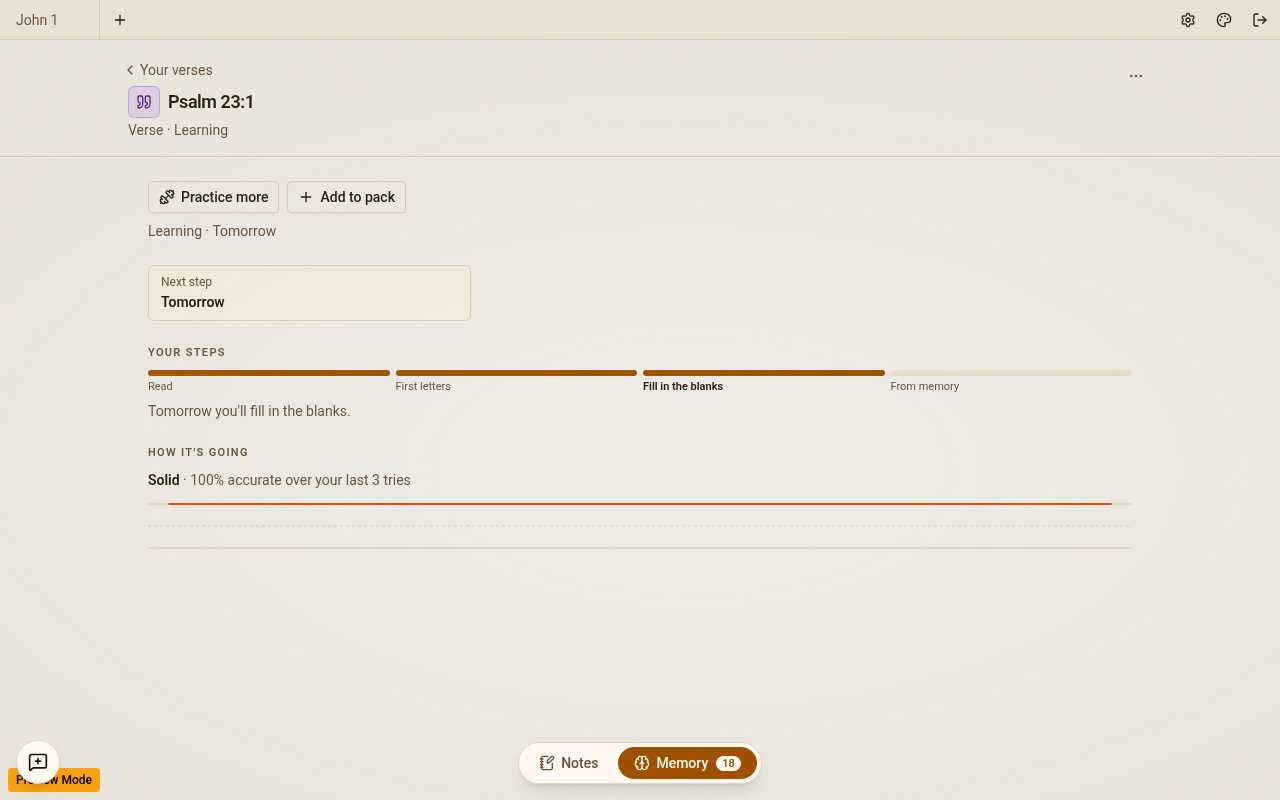 John 1
Your verses
Psalm 23:1
Verse · Learning
Practice more
Add to pack
Learning · Tomorrow
Next step
Tomorrow
YOUR STEPS
Read
First letters
Fill in the blanks
From memory
Tomorrow you'll fill in the blanks.
HOW IT'S GOING
Solid · 100% accurate over your last 3 tries
Notes
Memory 18
Mode